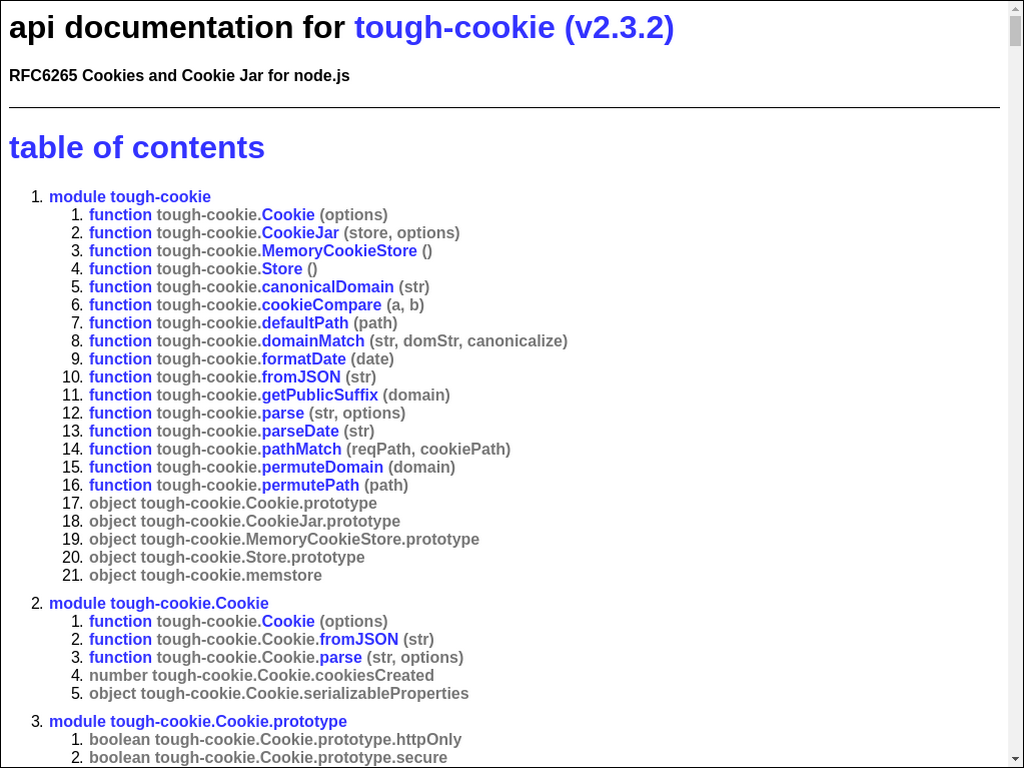 api documentation for tough-cookie (v2.3.2)
RFC6265 Cookies and Cookie Jar for node.js
table of contents
1. module tough-cookie
1. function tough-cookie.Cookie (options)
2. function tough-cookie.CookieJar (store, options)
3. function tough-cookie.MemoryCookieStore ()
4. function tough-cookie.Store ()
5. function tough-cookie.canonicalDomain (str)
6. function tough-cookie.cookieCompare (a, b)
7. function tough-cookie.defaultPath (path)
8. function tough-cookie.domainMatch (str, domStr, canonicalize)
9. function tough-cookie.formatDate (date)
10. function tough-cookie.fromJSON (str)
11. function tough-cookie.getPublicSuffix (domain)
12. function tough-cookie.parse (str, options)
13. function tough-cookie.parseDate (str)
14. function tough-cookie.pathMatch (reqPath, cookiePath)
15. function tough-cookie.permuteDomain (domain)
16. function tough-cookie.permutePath (path)
17. object tough-cookie.Cookie.prototype
18. object tough-cookie.CookieJar.prototype
19. object tough-cookie.MemoryCookieStore.prototype
20. object tough-cookie.Store.prototype
21. object tough-cookie.memstore
2. module tough-cookie.Cookie
1. function tough-cookie.Cookie (options)
2. function tough-cookie.Cookie.fromJSON (str)
3. function tough-cookie.Cookie.parse (str, options)
4. number tough-cookie.Cookie.cookiesCreated
5. object tough-cookie.Cookie.serializableProperties
3. module tough-cookie.Cookie.prototype
1. boolean tough-cookie.Cookie.prototype.httpOnly
2. boolean tough-cookie.Cookie.prototype.secure